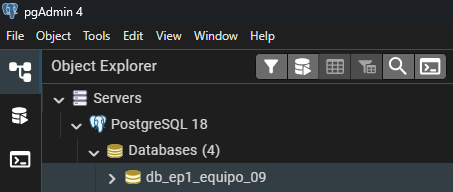 pgAdmin 4
File Object Tools Edit View Window Help
Object Explorer
Servers
PostgreSQL 18
Databases (4)
db_ep1_equipo_09